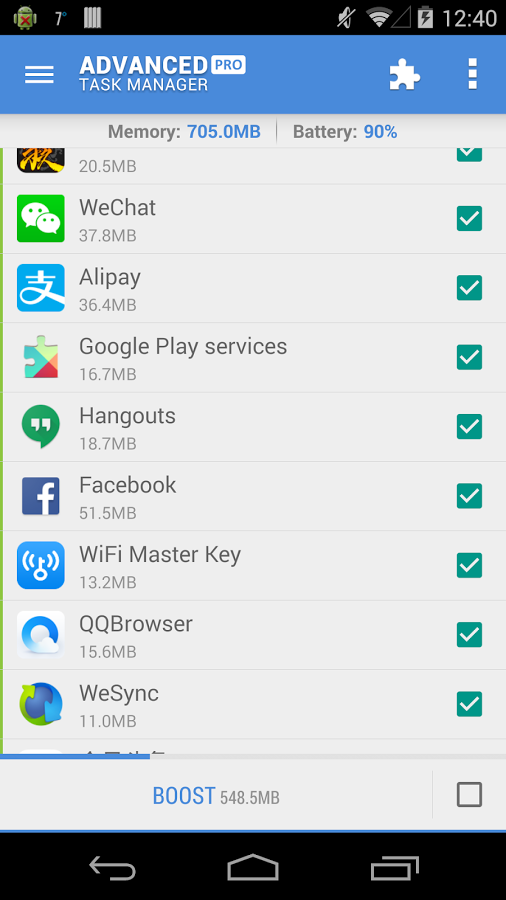 7°
12:40
ADVANCED PRO
TASK MANAGER
Memory: 705.0MB
Battery: 90%
20.5MB
WeChat
37.8MB
Alipay
36.4MB
Google Play services
16.7MB
Hangouts
18.7MB
Facebook
51.5MB
WiFi Master Key
13.2MB
QQBrowser
15.6MB
WeSync
11.0MB
BOOST 548.5MB